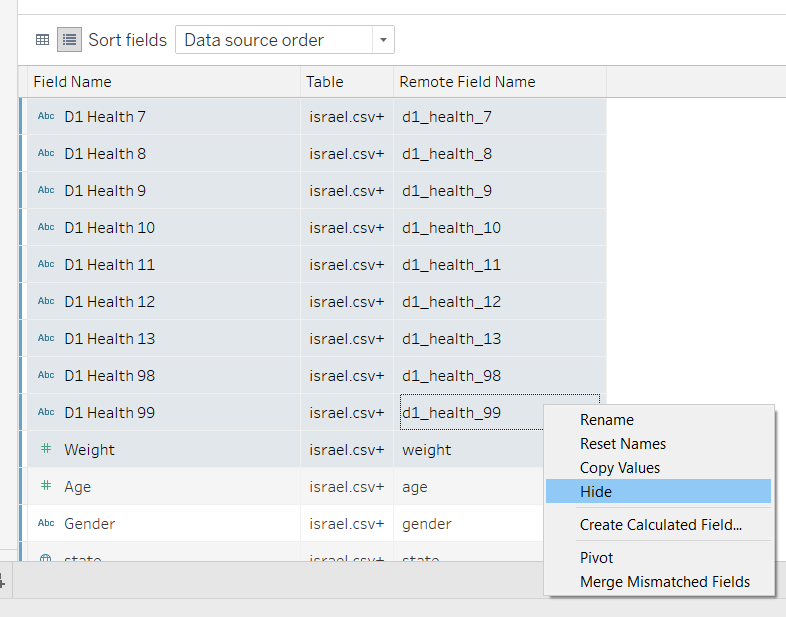 Sort fields Data source order
Field Name Table Remote Field Name
Abc D1 Health 7 israel.csv+ d1_health_7
Abc D1 Health 8 israel.csv+ d1_health_8
Abc D1 Health 9 israel.csv+ d1_health_9
Abc D1 Health 10 israel.csv+ d1_health_10
Abc D1 Health 11 israel.csv+ d1_health_11
Abc D1 Health 12 israel.csv+ d1_health_12
Abc D1 Health 13 israel.csv+ d1_health_13
Abc D1 Health 98 israel.csv+ d1_health_98
Abc D1 Health 99 israel.csv+ d1_health_99
# Weight israel.csv+ weight
# Age israel.csv+ age
Abc Gender israel.csv+ gender
state israel.csv+ state
Rename
Reset Names
Copy Values
Hide
Create Calculated Field...
Pivot
Merge Mismatched Fields